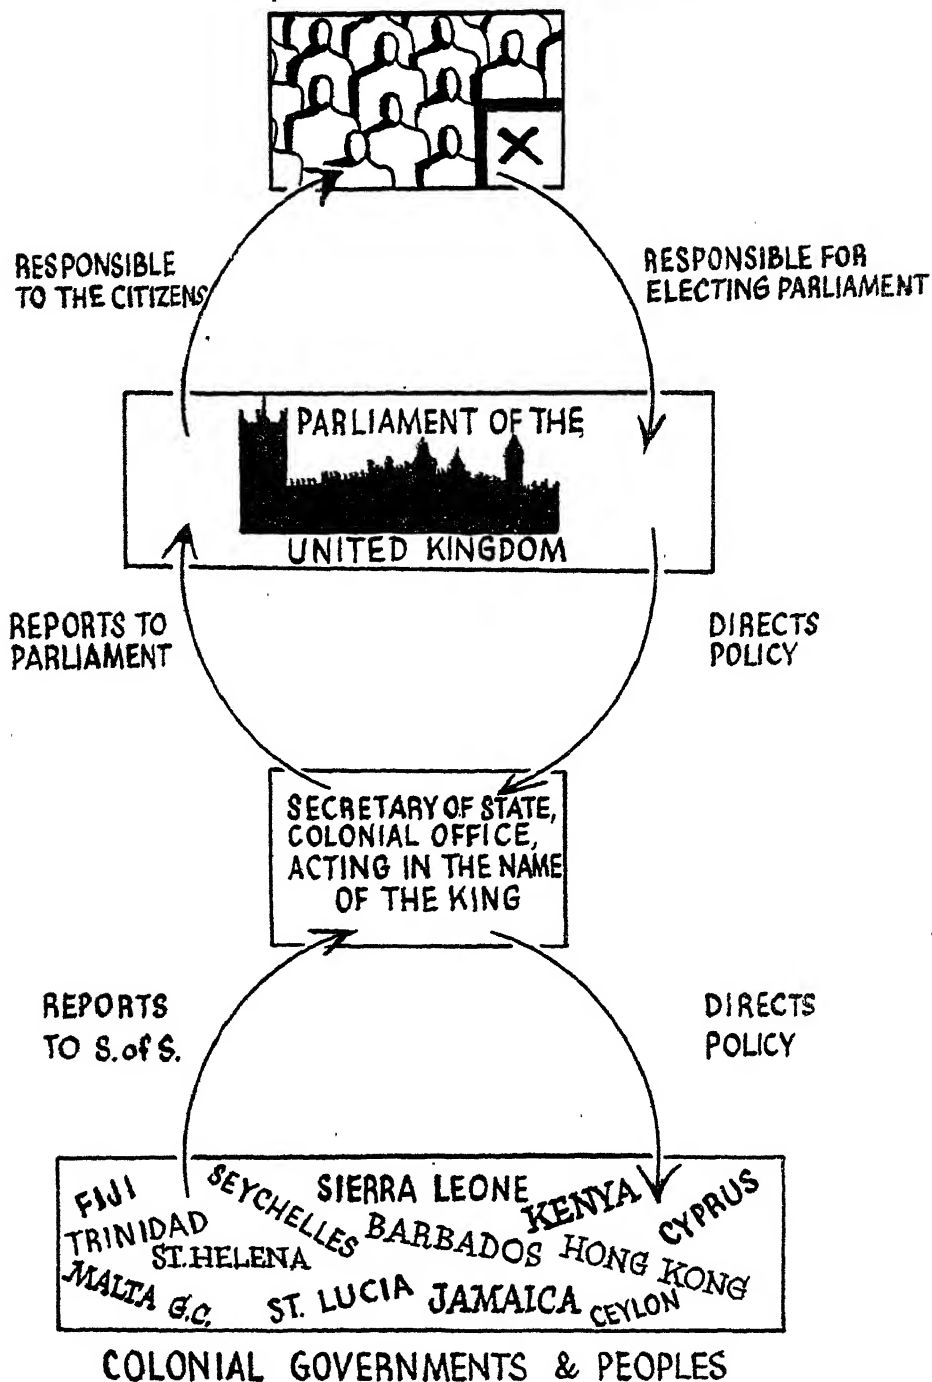 RESPONSIBLE
TO THE CITIZENS
RESPONSIBLE FOR
ELECTING PARLIAMENT
PARLIAMENT OF THE
UNITED KINGDOM
REPORTS TO
PARLIAMENT
DIRECTS
POLICY
SECRETARY OF STATE,
COLONIAL OFFICE,
ACTING IN THE NAME
OF THE KING
REPORTS
TO S. of S.
DIRECTS
POLICY
FIJI
SEYCHELLES
SIERRA LEONE
KENYA
CYPRUS
TRINIDAD
BARBADOS
HONG KONG
ST. HELENA
MALTA G.C.
ST. LUCIA
JAMAICA
CEYLON
COLONIAL GOVERNMENTS & PEOPLES